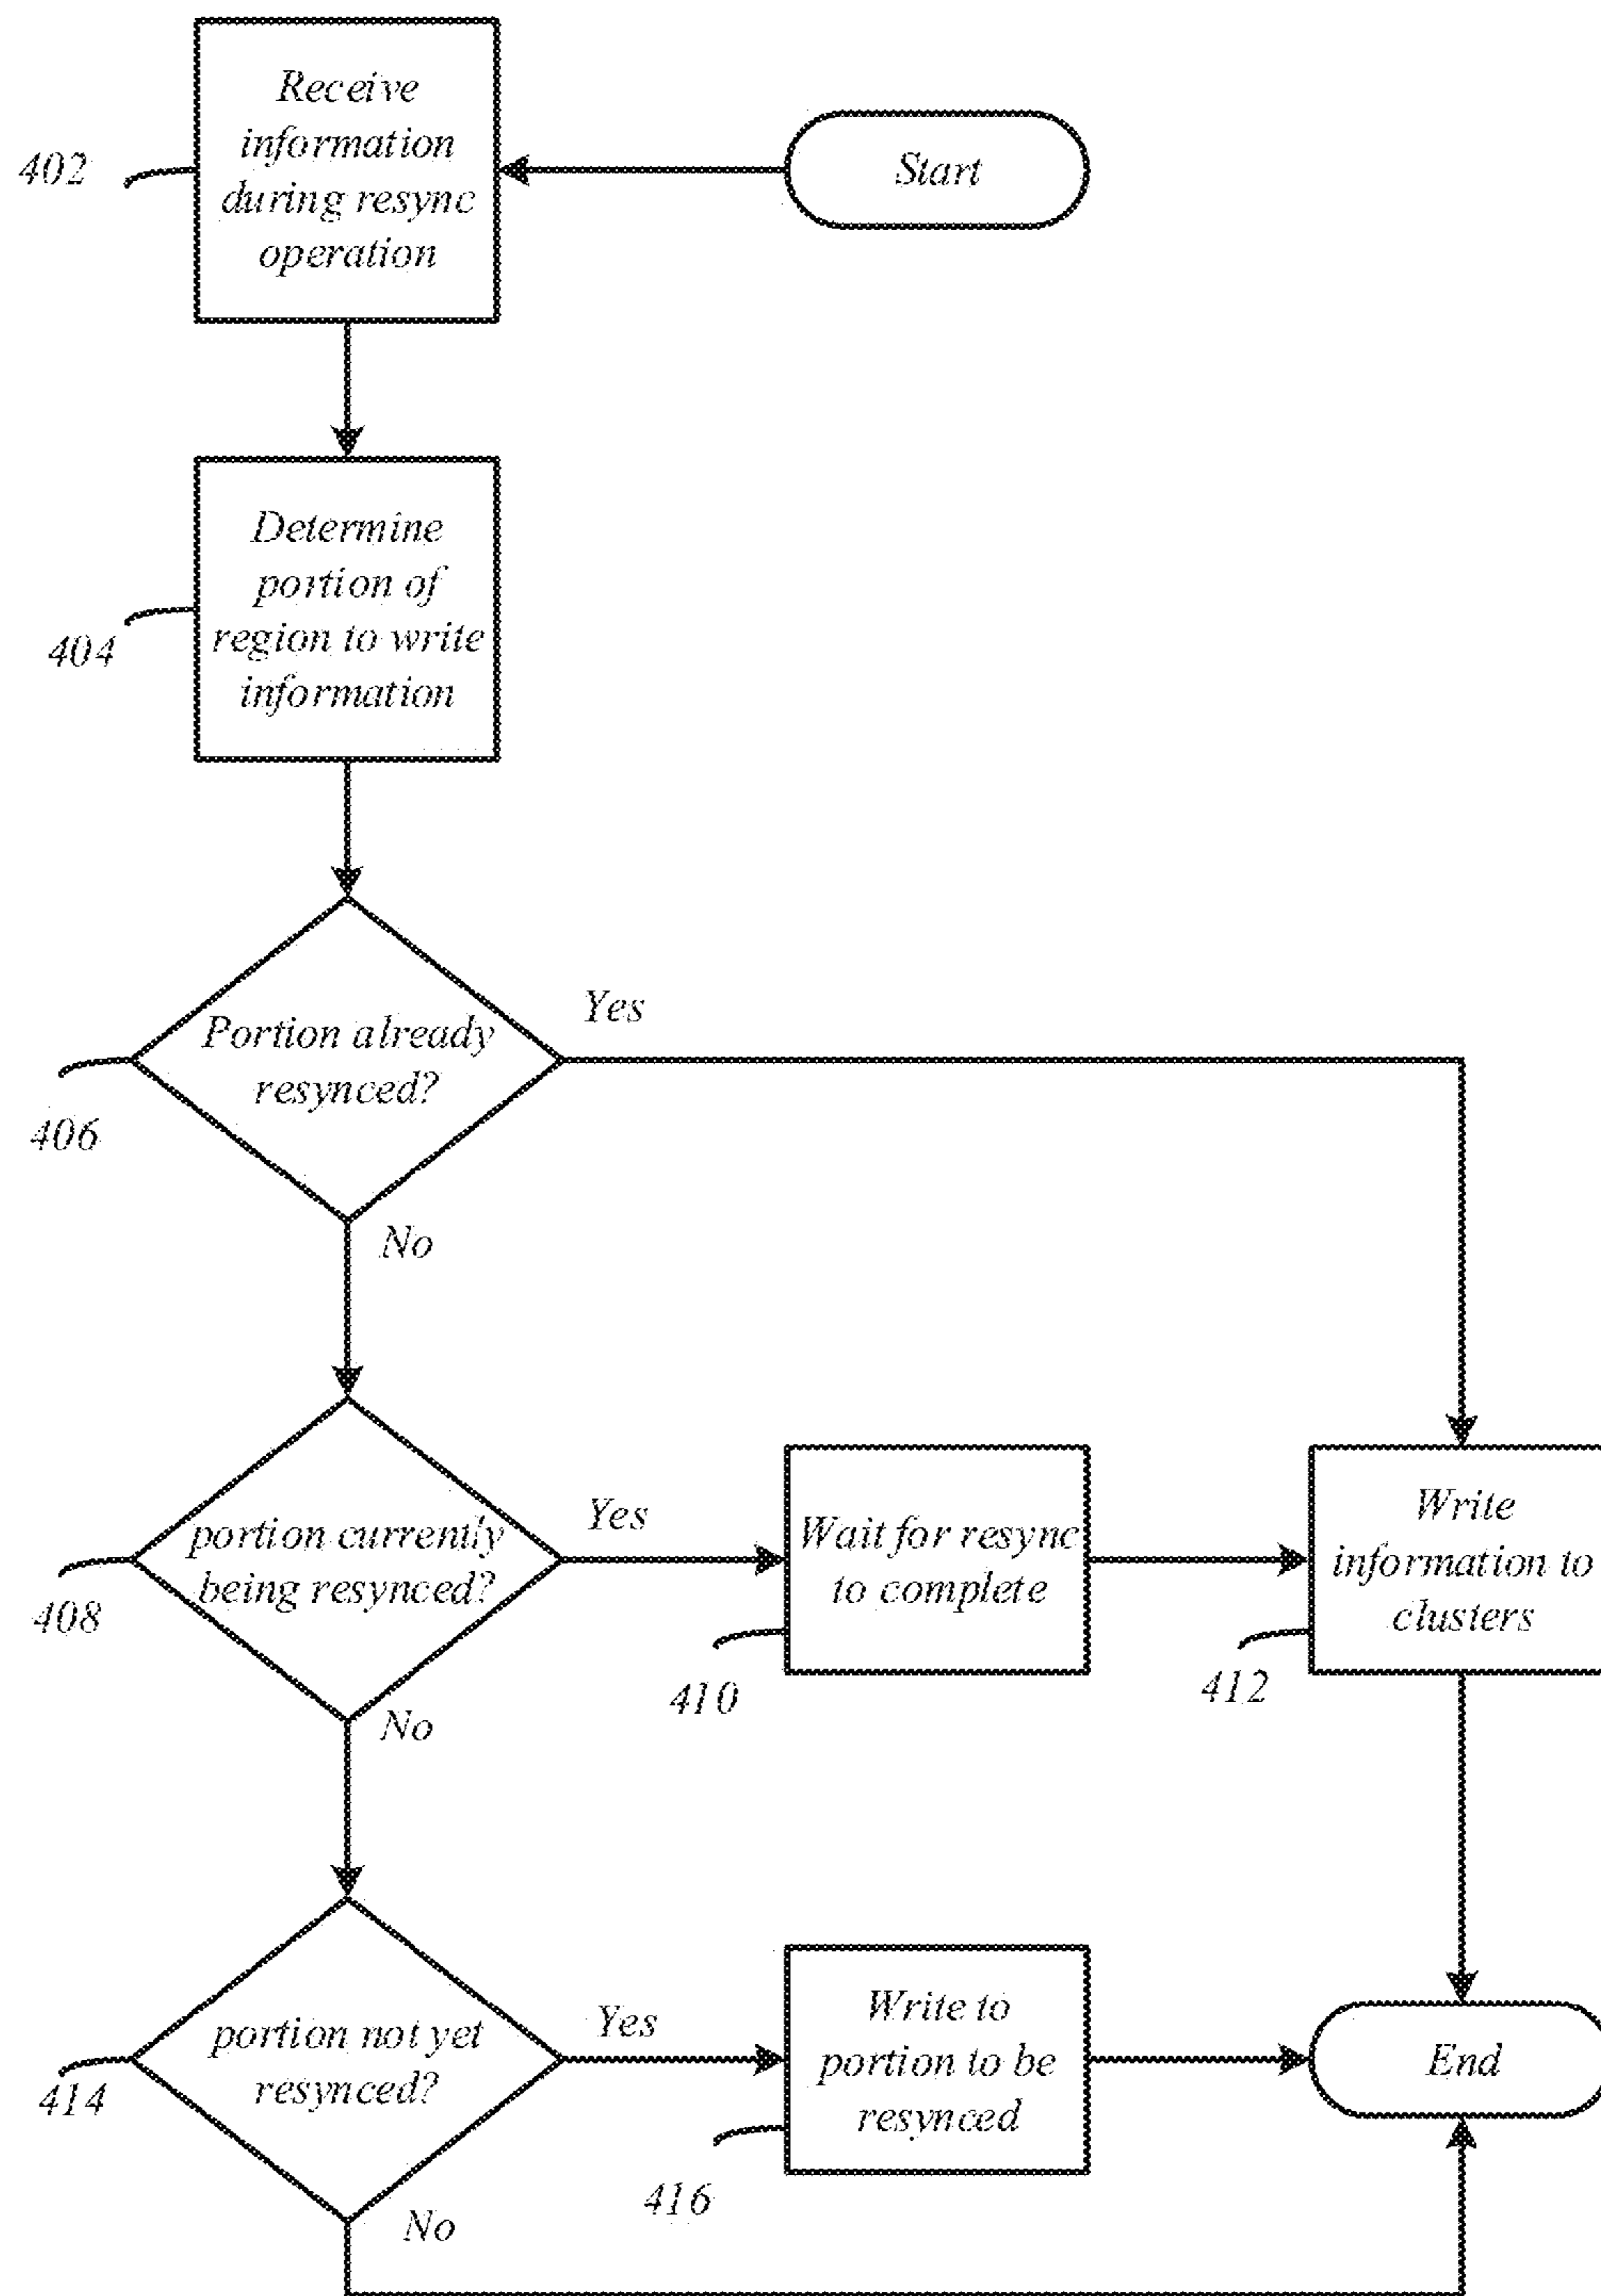 Receive
information
during resync
operation
402
Start
Determine
portion of
region to write
information
404
Portion already
resynced?
Yes
406
No
portion currently
being resynced?
Yes
408
No
Wait for resync
to complete
410
Write
information to
clusters
412
portion not yet
resynced?
Yes
414
No
Write to
portion to be
resynced
416
End